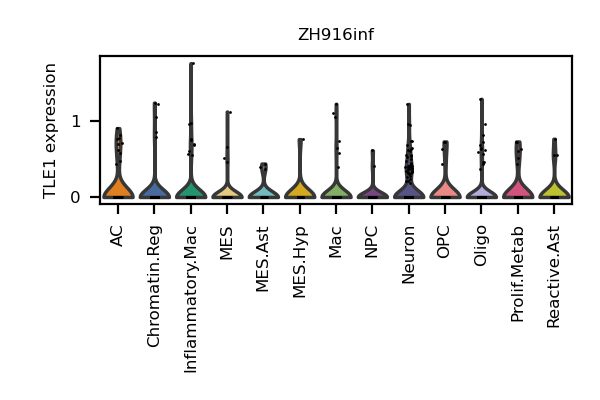 ZH916inf
TLE1 expression
1
0
AC
Chromatin.Reg
Inflammatory.Mac
MES
MES.Ast
MES.Hyp
Mac
NPC
Neuron
OPC
Oligo
Prolif.Metab
Reactive.Ast